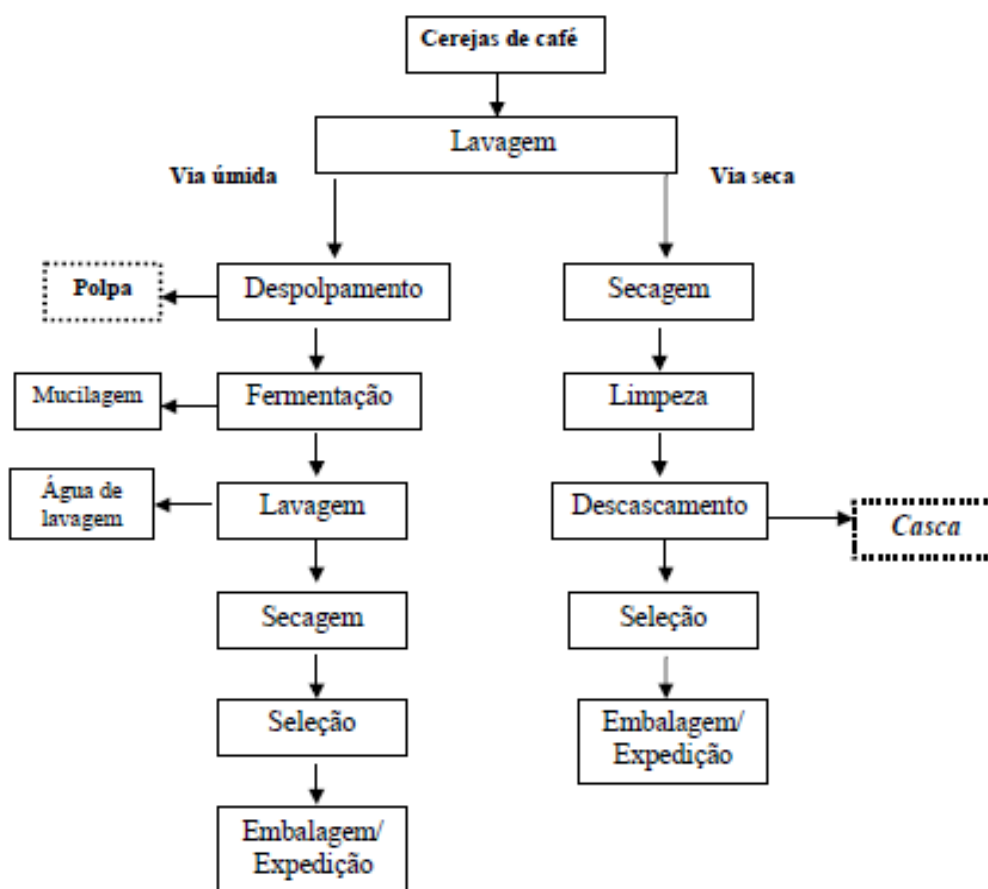 Cerejas de café
Lavagem
Via úmida
Via seca
Polpa
Despolpamento
Secagem
Mucilagem
Fermentação
Limpeza
Água de
lavagem
Lavagem
Descascamento
Casca
Secagem
Seleção
Seleção
Embalagem/
Expedição
Embalagem/
Expedição